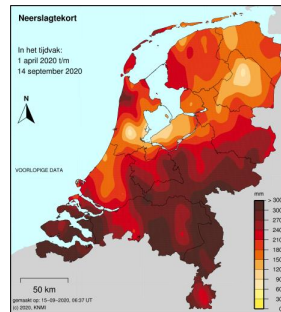 Neerslagtekort
In het tijdvak:
1 april 2020 t/m
14 september 2020
N
VOORLOPIGE DATA
mm
> 300
300
270
240
210
180
150
120
90
60
30
0
50 km
gemaakt op: 15-09-2020, 06:37 UT
(c) 2020, KNMI